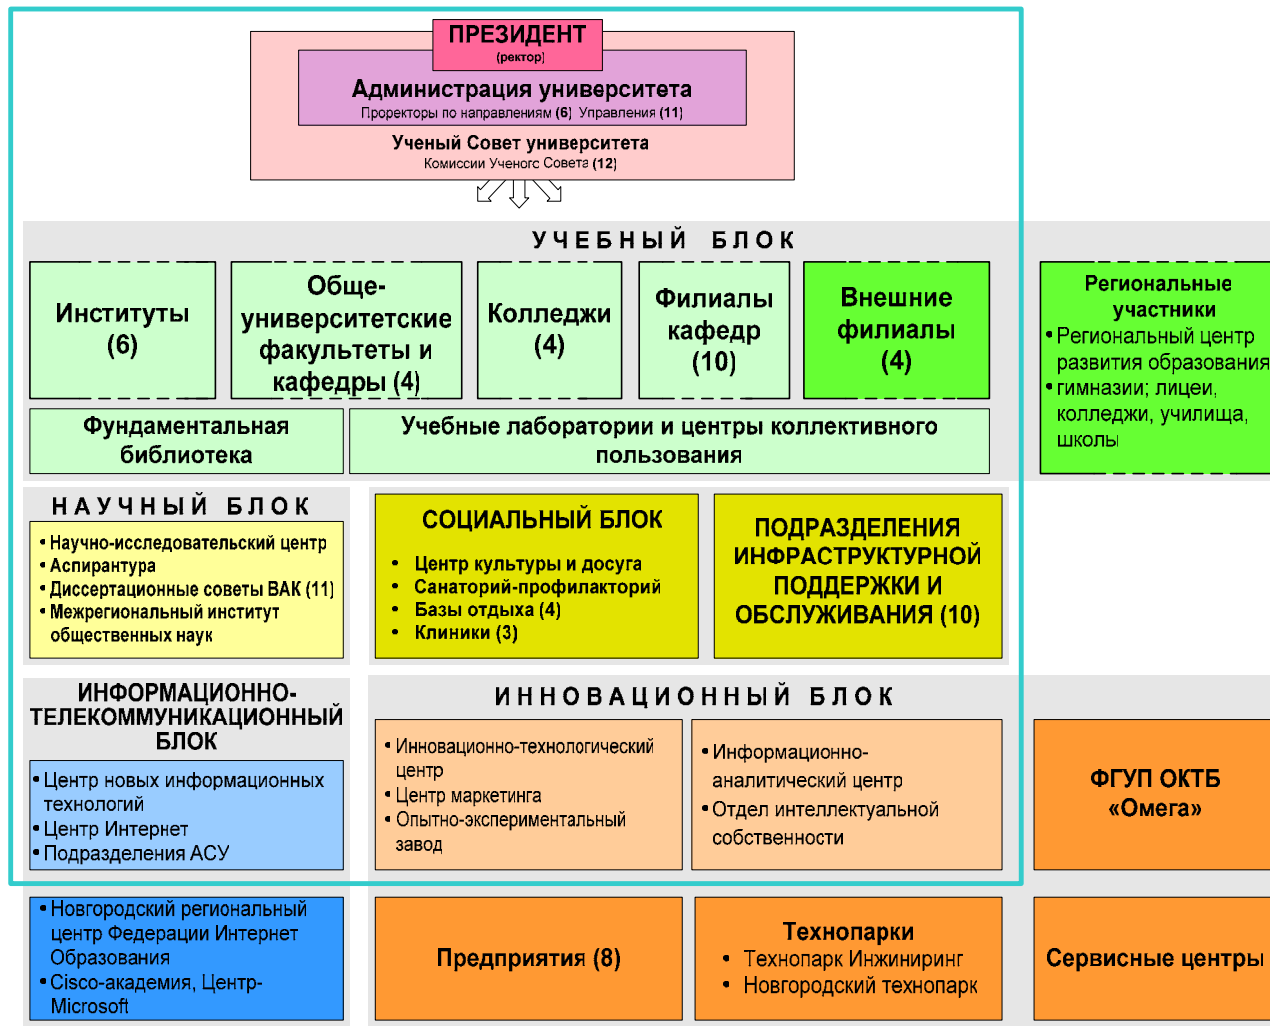 ПРЕЗИДЕНТ
(ректор)
Администрация университета
Проректоры по направлениям (6) Управления (11)
Ученый Совет университета
Комиссии Ученого Совета (12)
УЧЕБНЫЙ БЛОК
Институты
(6)
Обще-
университетские
факультеты и
кафедры (4)
Колледжи
(4)
Филиалы
кафедр
(10)
Внешние
филиалы
(4)
Региональные
участники
• Региональный центр
развития образования
• гимназии; лицеи,
колледжи, училища,
школы
Фундаментальная
библиотека
Учебные лаборатории и центры коллективного
пользования
НАУЧНЫЙ БЛОК
• Научно-исследовательский центр
• Аспирантура
• Диссертационные советы ВАК (11)
• Межрегиональный институт
общественных наук
СОЦИАЛЬНЫЙ БЛОК
• Центр культуры и досуга
• Санаторий-профилакторий
• Базы отдыха (4)
• Клиники (3)
ПОДРАЗДЕЛЕНИЯ
ИНФРАСТРУКТУРНОЙ
ПОДДЕРЖКИ И
ОБСЛУЖИВАНИЯ (10)
ИНФОРМАЦИОННО-
ТЕЛЕКОММУНИКАЦИОННЫЙ
БЛОК
• Центр новых информационных
технологий
• Центр Интернет
• Подразделения АСУ
• Новгородский региональный
центр Федерации Интернет
Образования
• Cisco-академия, Центр-
Microsoft
ИННОВАЦИОННЫЙ БЛОК
• Инновационно-технологический
центр
• Центр маркетинга
• Опытно-экспериментальный
завод
• Информационно-
аналитический центр
• Отдел интеллектуальной
собственности
ФГУП ОКТБ
«Омега»
Предприятия (8)
Технопарки
• Технопарк Инжиниринг
• Новгородский технопарк
Сервисные центры